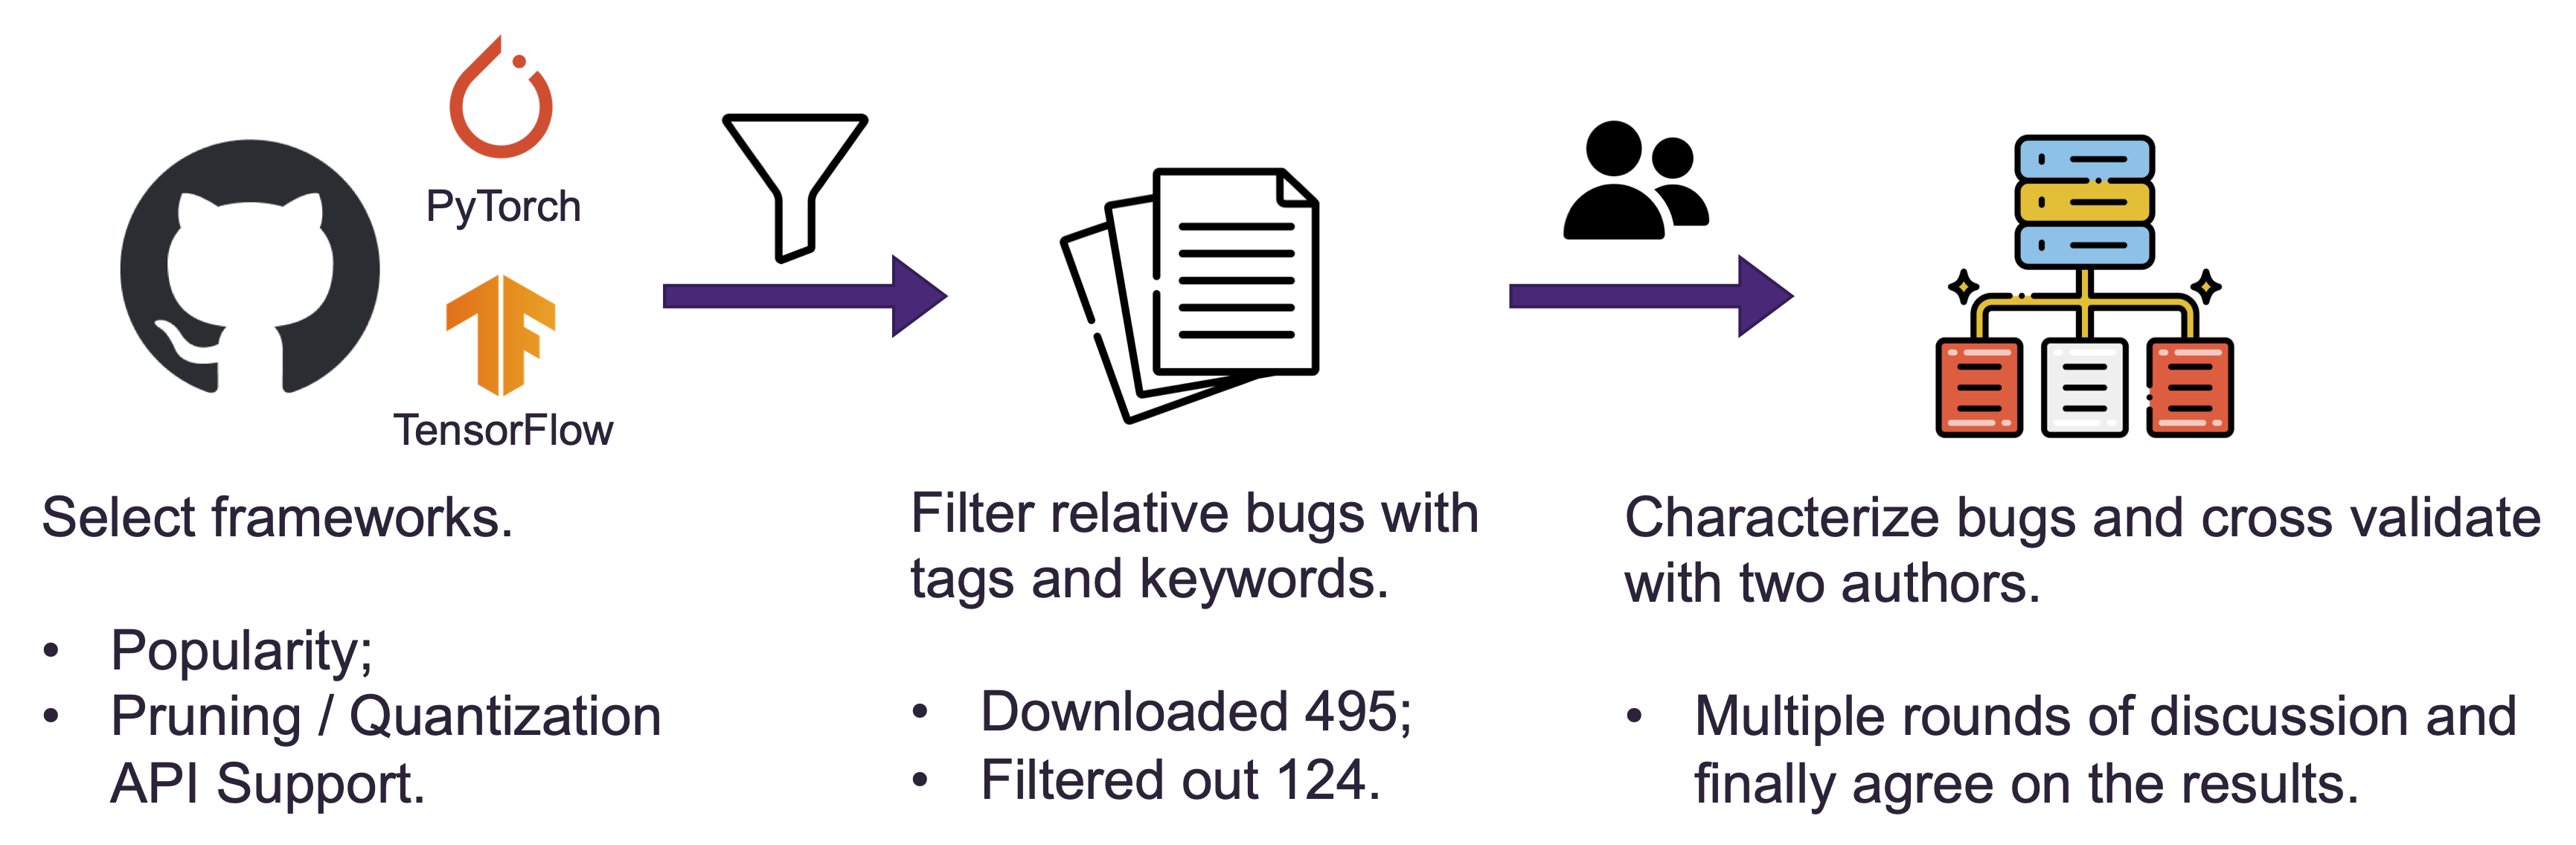 PyTorch
TensorFlow
Select frameworks.
• Popularity;
• Pruning / Quantization
API Support.
Filter relative bugs with
tags and keywords.
• Downloaded 495;
• Filtered out 124.
Characterize bugs and cross validate
with two authors.
• Multiple rounds of discussion and
finally agree on the results.